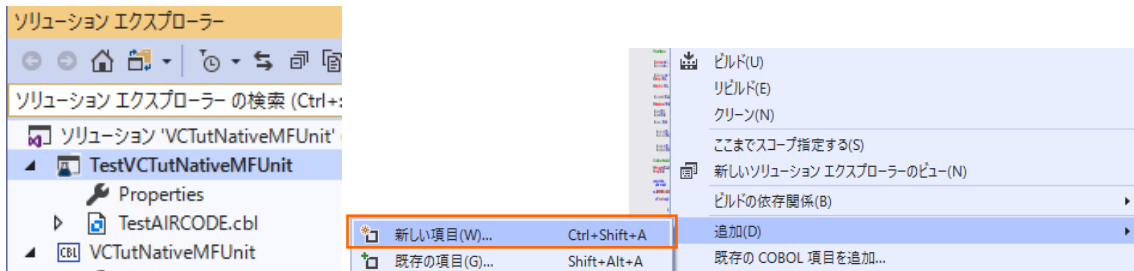 ソリューション エクスプローラー
ソリューション エクスプローラー の検索 (Ctrl+:
ソリューション 'VCTutNativeMFUnit'
TestVCTutNativeMFUnit
Properties
TestAIRCODE.cbl
CBL VCTutNativeMFUnit
新しい項目(W)... Ctrl+Shift+A
既存の項目(G)... Shift+Alt+A
ビルド(U)
リビルド(E)
クリーン(N)
ここまでスコープ指定する(S)
新しいソリューション エクスプローラーのビュー(N)
ビルドの依存関係(B)
追加(D)
既存の COBOL 項目を追加...